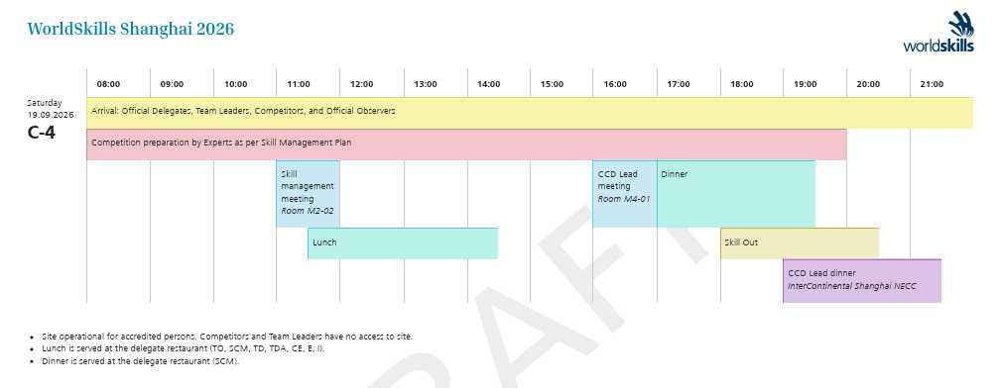 WorldSkills Shanghai 2026
worldskills
08:00 09:00 10:00 11:00 12:00 13:00 14:00 15:00 16:00 17:00 18:00 19:00 20:00 21:00
Saturday
19.09.2026
C-4
Arrival: Official Delegates, Team Leaders, Competitors, and Official Observers
Competition preparation by Experts as per Skill Management Plan
Skill
management
meeting
Room M2-02
CCD Lead
meeting
Room M4-01
Dinner
Lunch
Skill Out
CCD Lead dinner
InterContinental Shanghai NECC
RAFT
• Site operational for accredited persons. Competitors and Team Leaders have no access to site.
• Lunch is served at the delegate restaurant (TO, SCM, TD, TDA, CE, E, I).
• Dinner is served at the delegate restaurant (SCM).